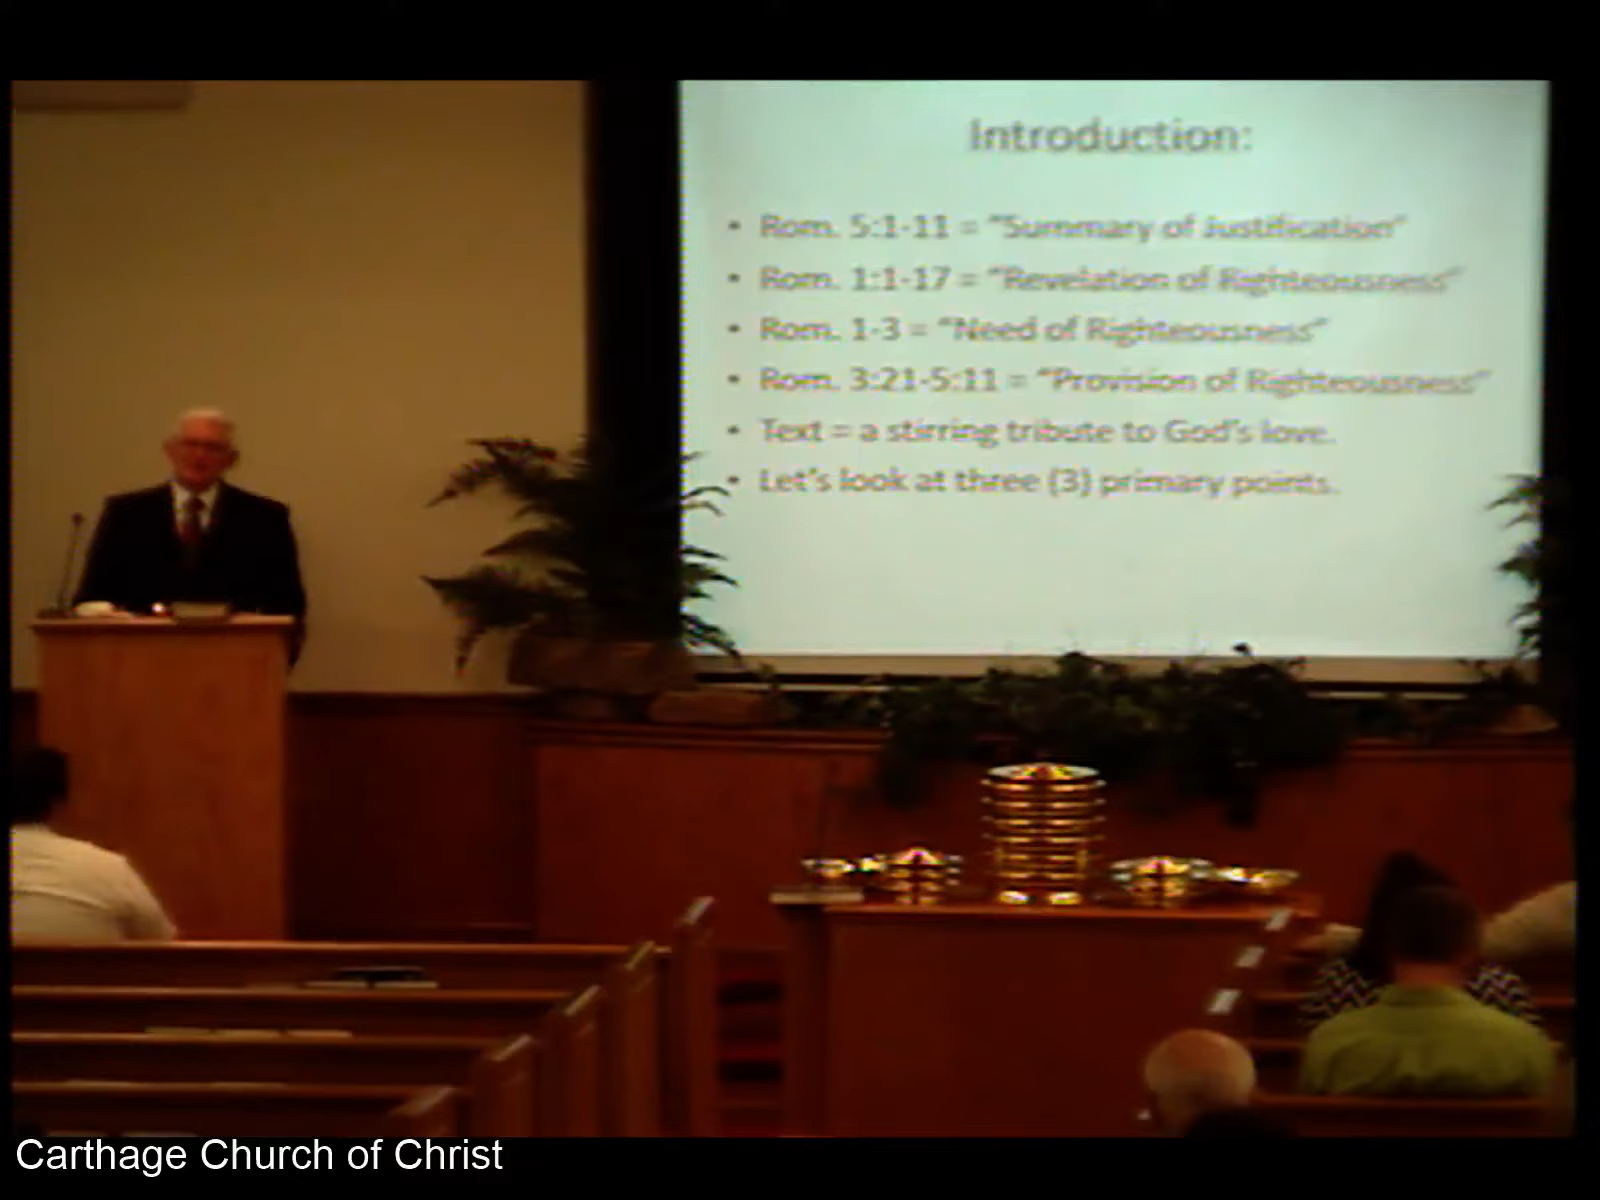 Introduction:
• Rom. 5:1-11 = “Summary of Justification”
• Rom. 1:1-17 = “Revelation of Righteousness”
• Rom. 1-3 = “Need of Righteousness”
• Rom. 3:21-5:11 = “Provision of Righteousness”
• Text = a stirring tribute to God’s love.
• Let’s look at three (3) primary points.
Carthage Church of Christ